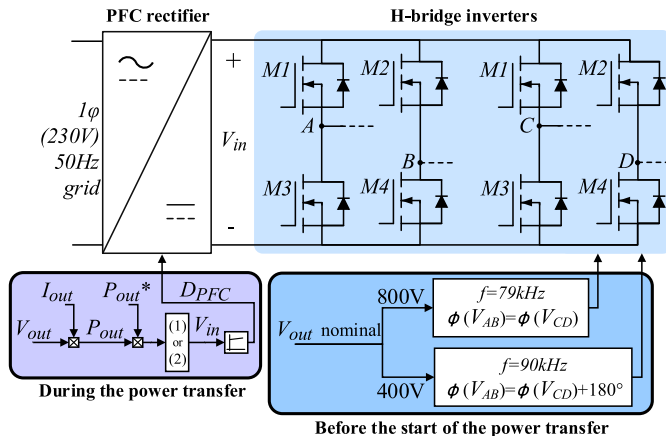 PFC rectifier
H-bridge inverters
1φ
(230V)
50Hz
grid
+
V_in
-
M1
M2
M1
M2
A
B
C
D
M3
M4
M3
M4
I_out
P_out*
D_PFC
V_out
P_out
(1)
or
(2)
V_in
During the power transfer
V_out nominal
800V
f=79kHz
ϕ(V_AB)=ϕ(V_CD)
400V
f=90kHz
ϕ(V_AB)=ϕ(V_CD)+180°
Before the start of the power transfer